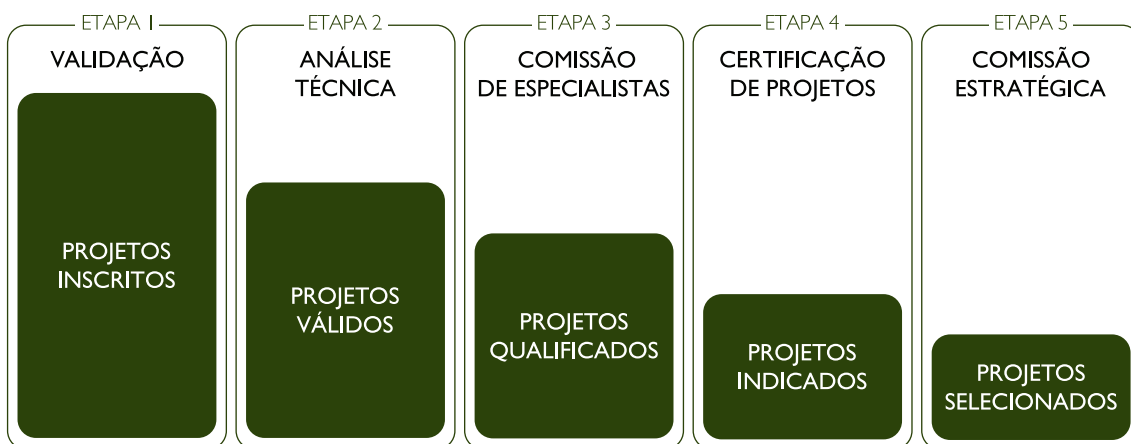 ETAPA 1
VALIDAÇÃO
PROJETOS
INSCRITOS
ETAPA 2
ANÁLISE
TÉCNICA
PROJETOS
VÁLIDOS
ETAPA 3
COMISSÃO
DE ESPECIALISTAS
PROJETOS
QUALIFICADOS
ETAPA 4
CERTIFICAÇÃO
DE PROJETOS
PROJETOS
INDICADOS
ETAPA 5
COMISSÃO
ESTRATÉGICA
PROJETOS
SELECIONADOS